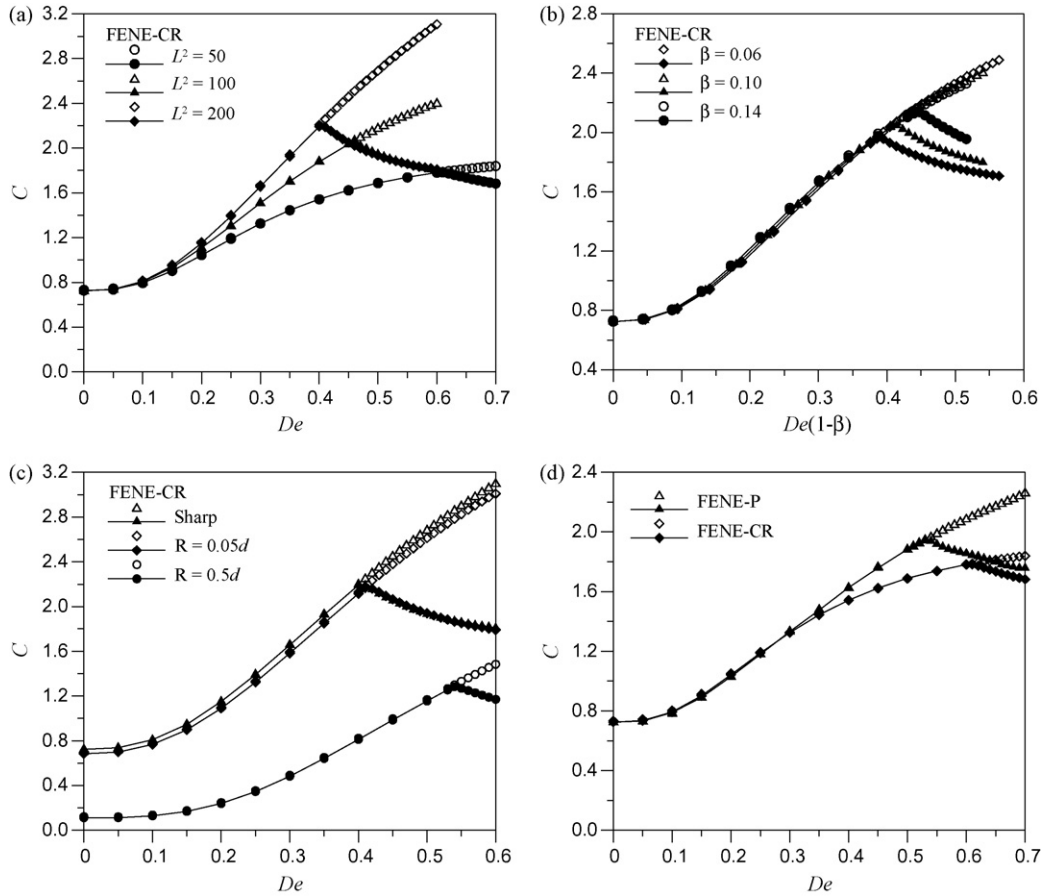 (a)
FENE-CR
L² = 50
L² = 100
L² = 200
C
3.2
2.8
2.4
2.0
1.6
1.2
0.8
0.4
0.0
0 0.1 0.2 0.3 0.4 0.5 0.6 0.7
De
(b)
FENE-CR
β = 0.06
β = 0.10
β = 0.14
C
2.8
2.4
2.0
1.6
1.2
0.8
0.4
0 0.1 0.2 0.3 0.4 0.5 0.6
De(1-β)
(c)
FENE-CR
Sharp
R = 0.05d
R = 0.5d
C
3.2
2.8
2.4
2.0
1.6
1.2
0.8
0.4
0.0
0 0.1 0.2 0.3 0.4 0.5 0.6
De
(d)
FENE-P
FENE-CR
C
2.4
2.0
1.6
1.2
0.8
0.4
0.0
0 0.1 0.2 0.3 0.4 0.5 0.6 0.7
De